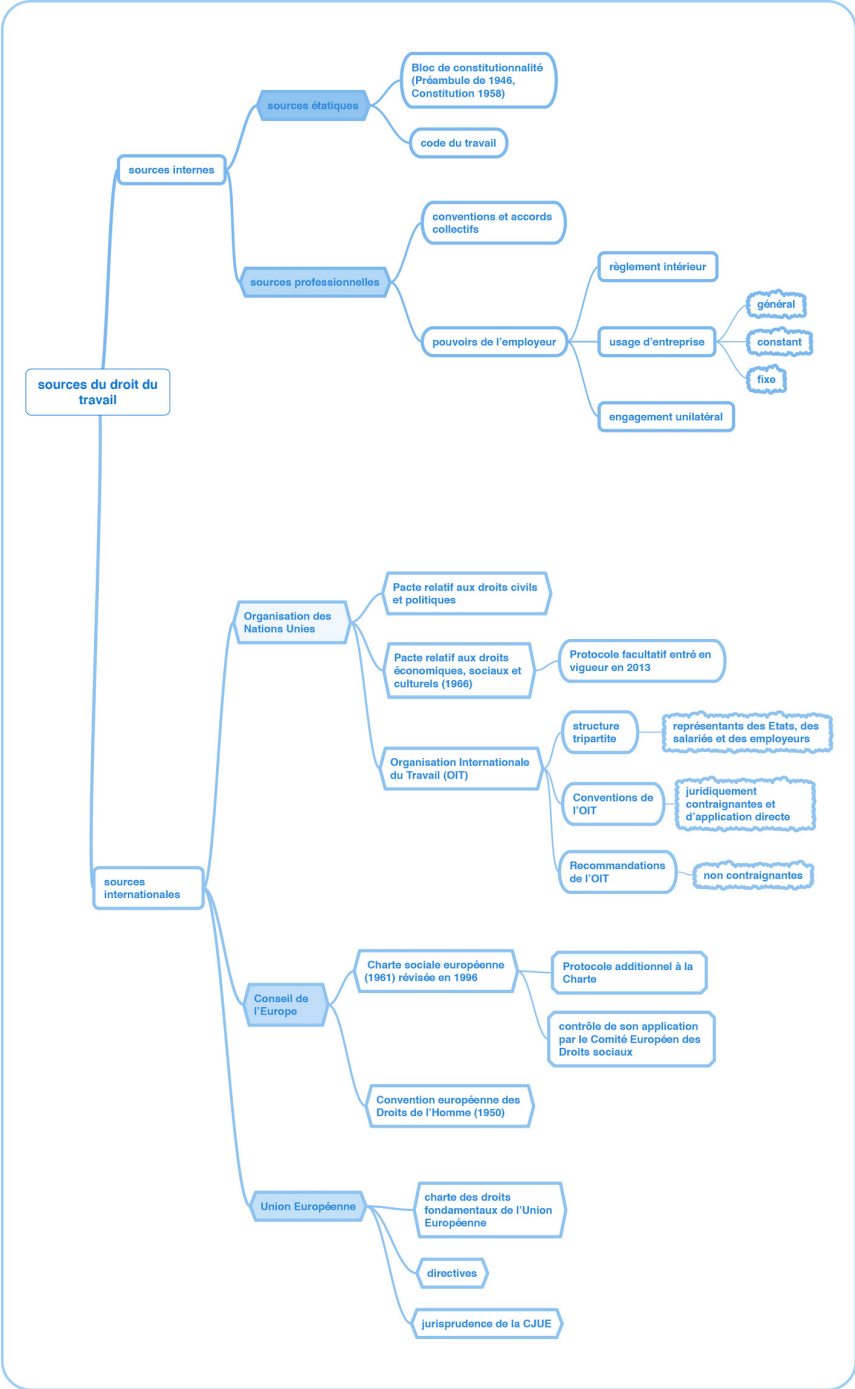 sources du droit du
travail
sources internes
sources étatiques
Bloc de constitutionnalité
(Préambule de 1946,
Constitution 1958)
code du travail
sources professionnelles
conventions et accords
collectifs
pouvoirs de l'employeur
règlement intérieur
usage d'entreprise
général
constant
fixe
engagement unilatéral
sources
internationales
Organisation des
Nations Unies
Pacte relatif aux droits civils
et politiques
Pacte relatif aux droits
économiques, sociaux et
culturels (1966)
Protocole facultatif entré en
vigueur en 2013
Organisation Internationale
du Travail (OIT)
structure
tripartite
représentants des Etats, des
salariés et des employeurs
Conventions de
l'OIT
juridiquement
contraignantes et
d'application directe
Recommandations
de l'OIT
non contraignantes
Conseil de
l'Europe
Charte sociale européenne
(1961) révisée en 1996
Protocole additionnel à la
Charte
contrôle de son application
par le Comité Européen des
Droits sociaux
Convention européenne des
Droits de l'Homme (1950)
Union Européenne
charte des droits
fondamentaux de l'Union
Européenne
directives
jurisprudence de la CJUE